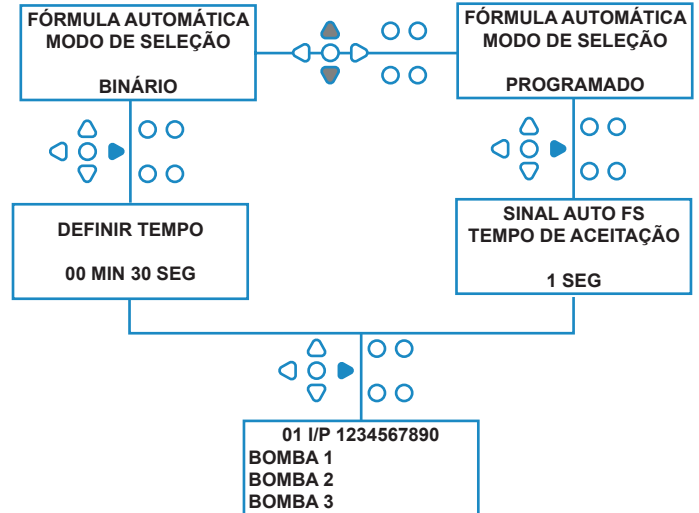 FÓRMULA AUTOMÁTICA
MODO DE SELEÇÃO
BINÁRIO
FÓRMULA AUTOMÁTICA
MODO DE SELEÇÃO
PROGRAMADO
DEFINIR TEMPO
00 MIN 30 SEG
SINAL AUTO FS
TEMPO DE ACEITAÇÃO
1 SEG
01 I/P 1234567890
BOMBA 1
BOMBA 2
BOMBA 3